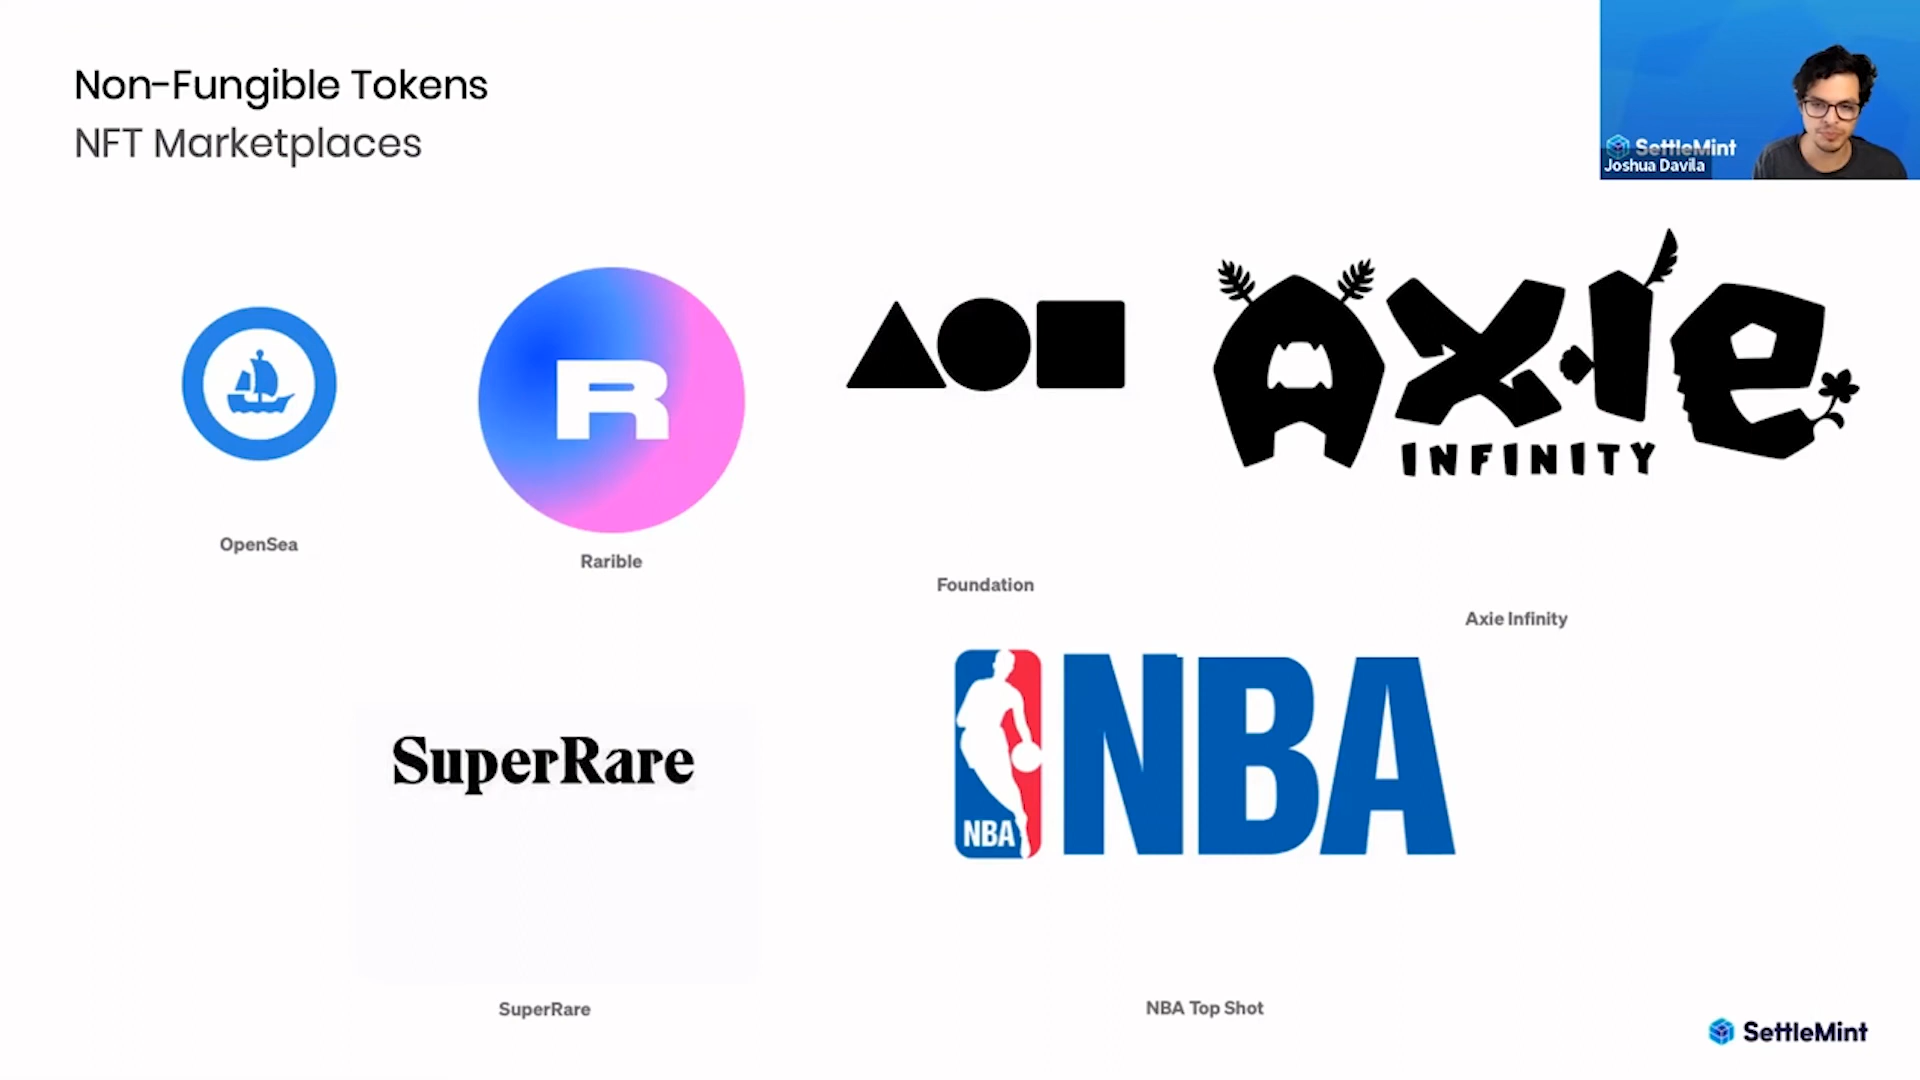 Non-Fungible Tokens
NFT Marketplaces
SettleMint
Joshua Davila
R
AXIE
INFINITY
OpenSea
Rarible
Foundation
Axie Infinity
SuperRare
NBA
NBA
SuperRare
NBA Top Shot
SettleMint